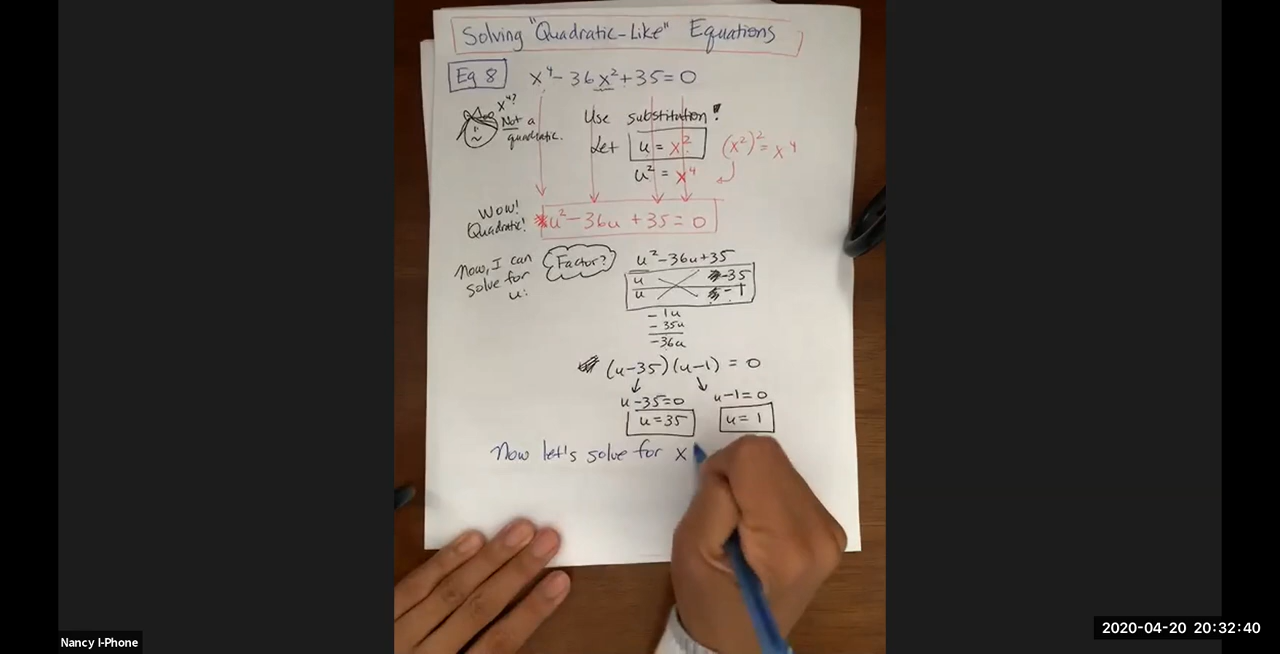 Solving "Quadratic-Like" Equations
Eg 8
x⁴ - 36x² + 35 = 0
x⁴?
Not a
quadratic.
Use substitution!
Let u = x²
(x²)² = x⁴
u² = x⁴
Wow!
Quadratic!
u² - 36u + 35 = 0
Now, I can
solve for
u:
Factor?
u² - 36u + 35
u -35
u -1
-1u
-35u
-36u
(u-35)(u-1) = 0
u-35=0 u-1=0
u=35 u=1
Now let's solve for x
Nancy I-Phone
2020-04-20 20:32:40